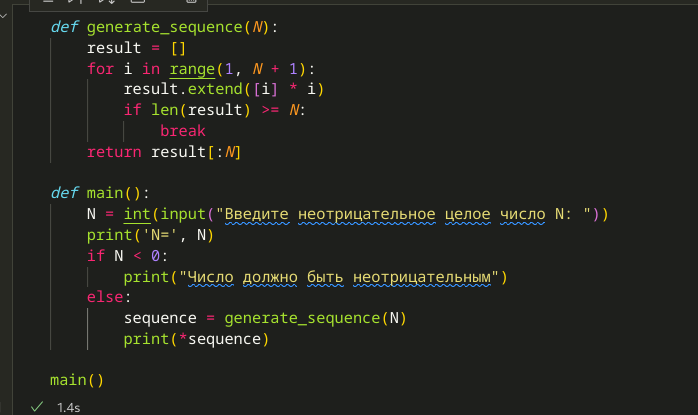 def generate_sequence(N):
    result = []
    for i in range(1, N + 1):
        result.extend([i] * i)
        if len(result) >= N:
            break
    return result[:N]

def main():
    N = int(input("Введите неотрицательное целое число N: "))
    print('N=', N)
    if N < 0:
        print("Число должно быть неотрицательным")
    else:
        sequence = generate_sequence(N)
        print(*sequence)

main()
1.4s